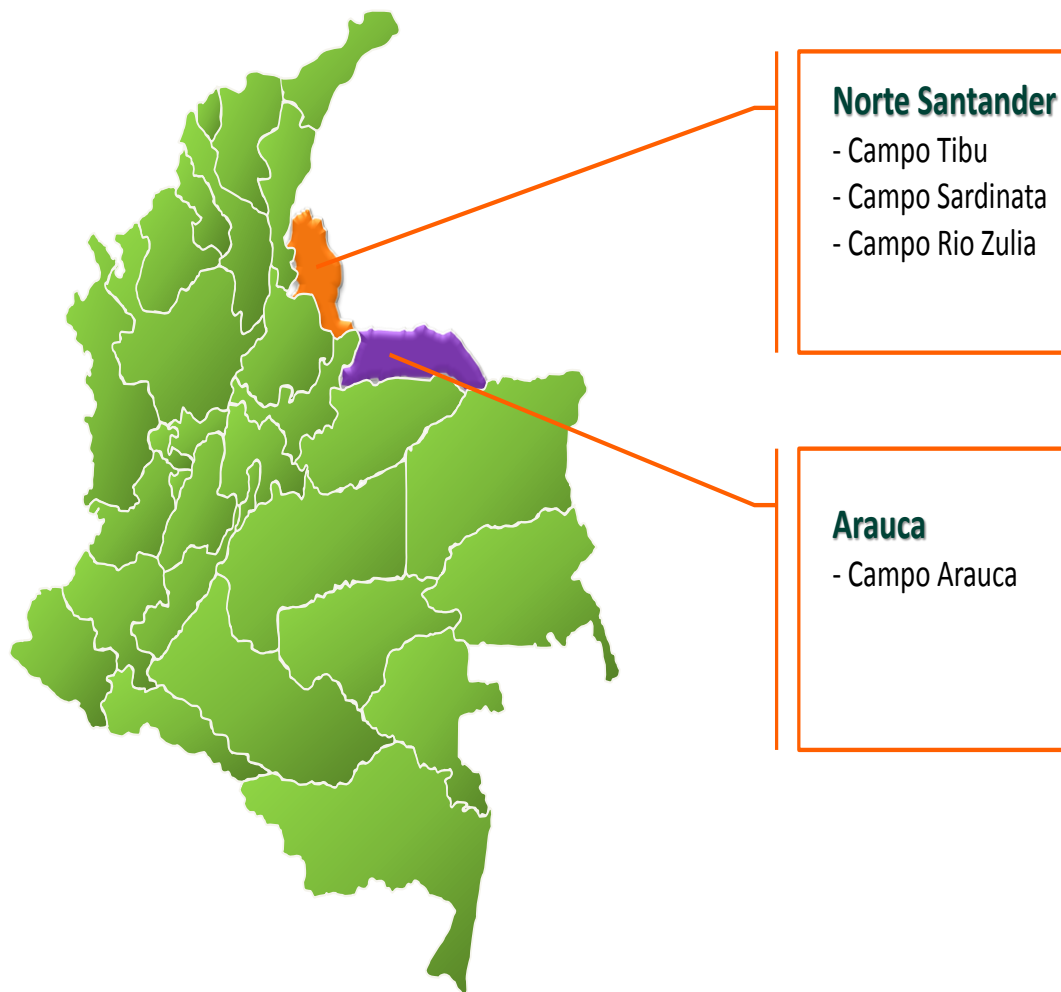 Norte Santander
- Campo Tibu
- Campo Sardinata
- Campo Rio Zulia
Arauca
- Campo Arauca